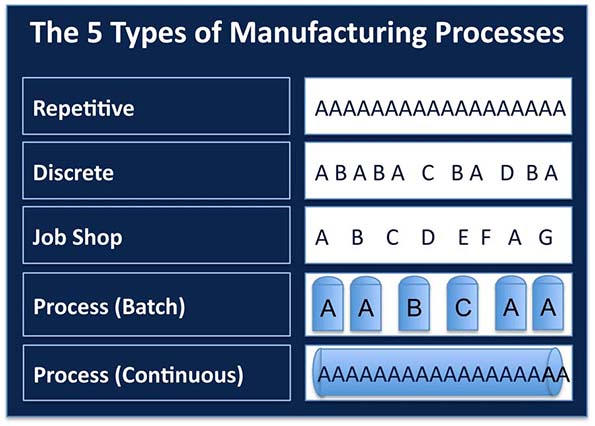 The 5 Types of Manufacturing Processes
Repetitive AAAAAAAAAAAAAAAAAA
Discrete A B A B A C B A D B A
Job Shop A B C D E F A G
Process (Batch) A A B C A A
Process (Continuous) AAAAAAAAAAAAAAAAAA